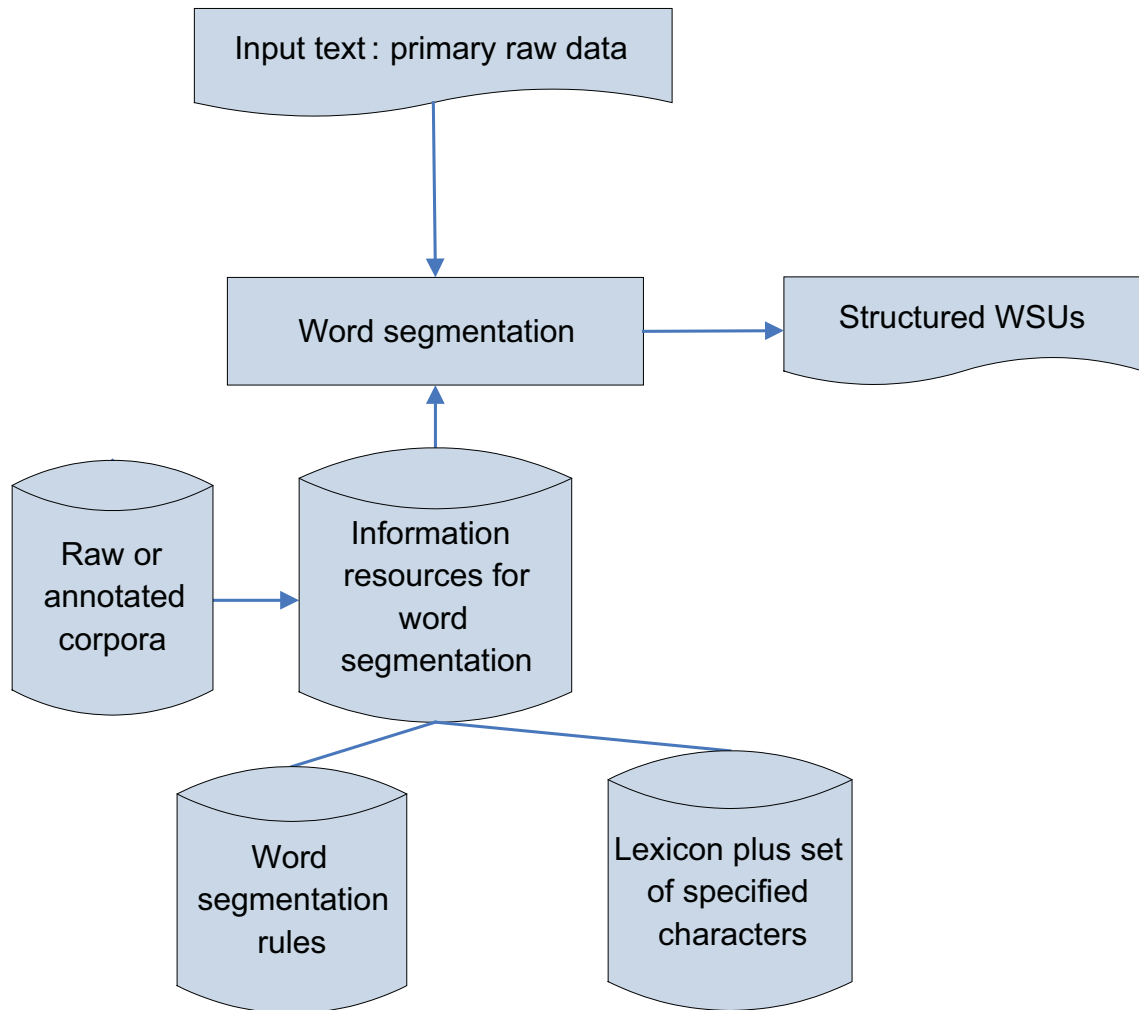 Input text : primary raw data
Word segmentation
Structured WSUs
Raw or
annotated
corpora
Information
resources for
word
segmentation
Word
segmentation
rules
Lexicon plus set
of specified
characters